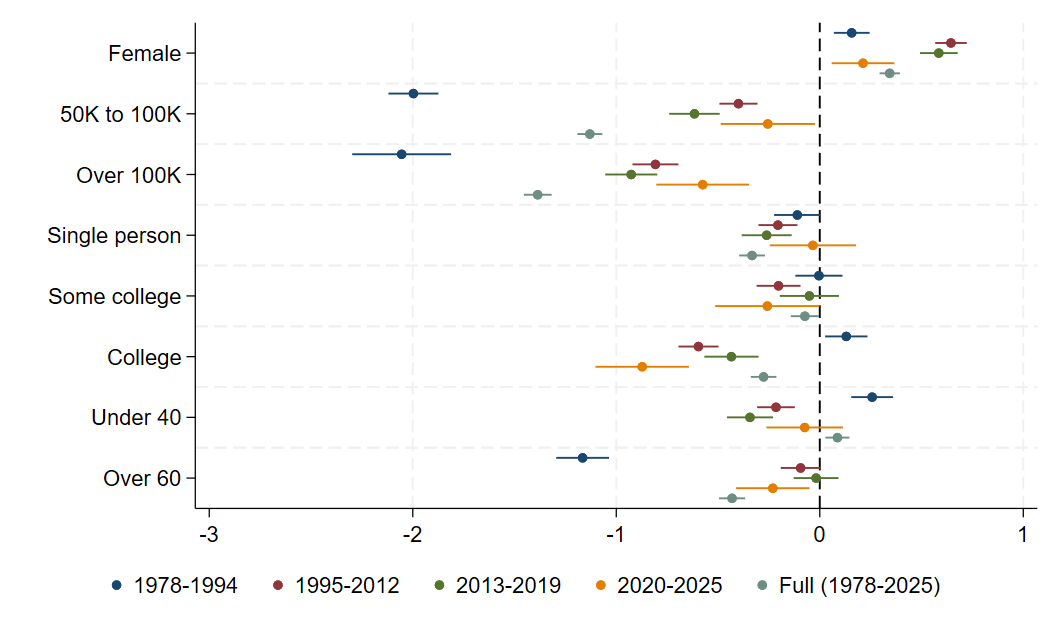 Female
50K to 100K
Over 100K
Single person
Some college
College
Under 40
Over 60
-3 -2 -1 0 1
1978-1994 1995-2012 2013-2019 2020-2025 Full (1978-2025)